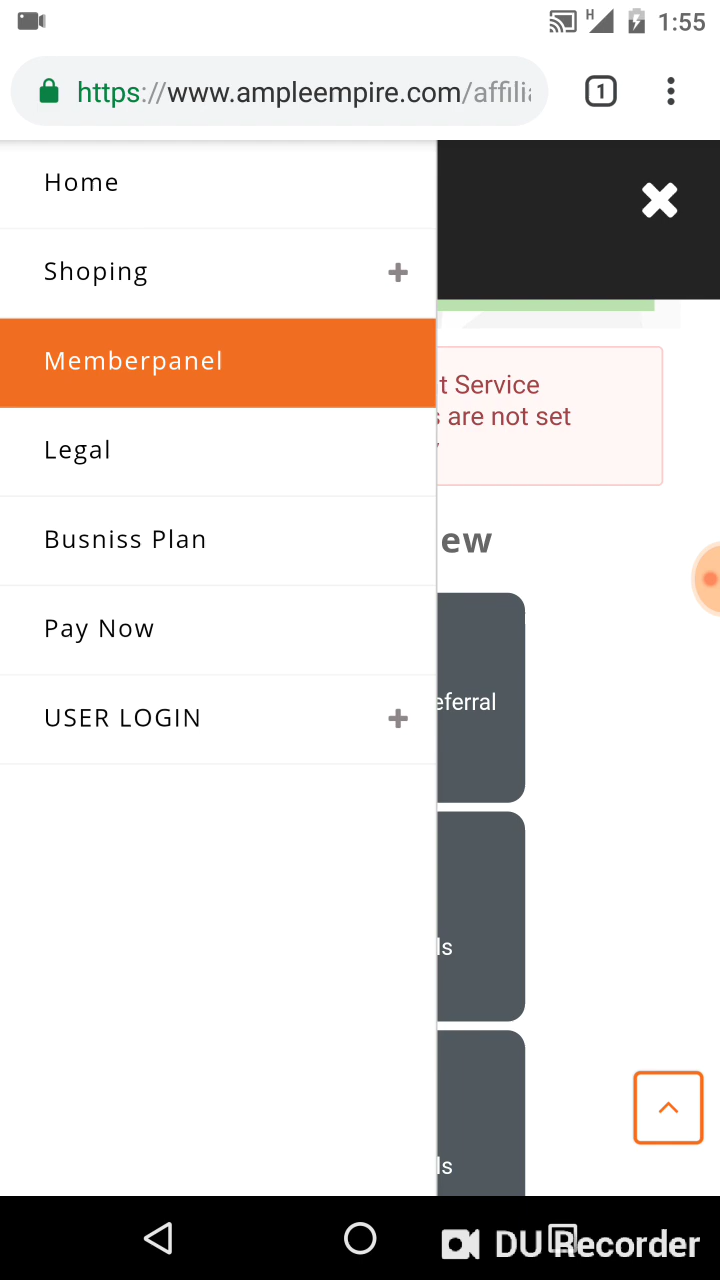 H
1:55
https://www.ampleempire.com/affilia
1
Home
Shoping
Memberpanel
Legal
Busniss Plan
Pay Now
USER LOGIN
t Service
s are not set
ew
eferral
ls
ls
DU Recorder